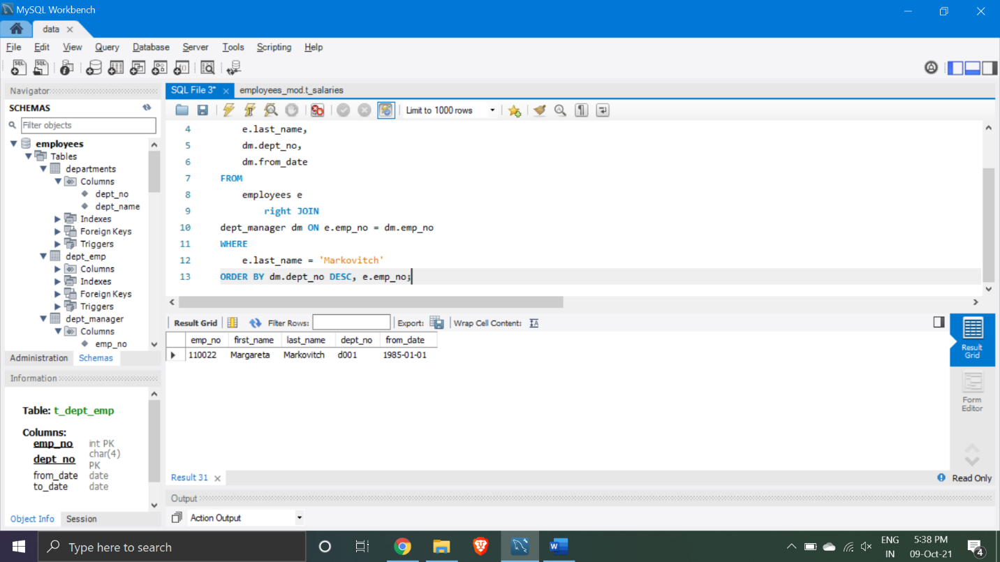 MySQL Workbench
data
File Edit View Query Database Server Tools Scripting Help
Navigator
SCHEMAS
Filter objects
employees
Tables
departments
Columns
dept_no
dept_name
Indexes
Foreign Keys
Triggers
dept_emp
Columns
Indexes
Foreign Keys
Triggers
dept_manager
Columns
emp_no
Administration Schemas
Information
Table: t_dept_emp
Columns:
emp_no int PK
dept_no char(4) PK
from_date date
to_date date
Object Info Session
SQL File 3* employees_mod.t_salaries
Limit to 1000 rows
4 e.last_name,
5 dm.dept_no,
6 dm.from_date
7 FROM
8 employees e
9 right JOIN
10 dept_manager dm ON e.emp_no = dm.emp_no
11 WHERE
12 e.last_name = 'Markovitch'
13 ORDER BY dm.dept_no DESC, e.emp_no;
Result Grid Filter Rows: Export: Wrap Cell Content:
emp_no first_name last_name dept_no from_date
110022 Margareta Markovitch d001 1985-01-01
Result Grid
Form Editor
Result 31
Read Only
Output
Action Output
Type here to search
ENG IN
5:38 PM
09-Oct-21
4